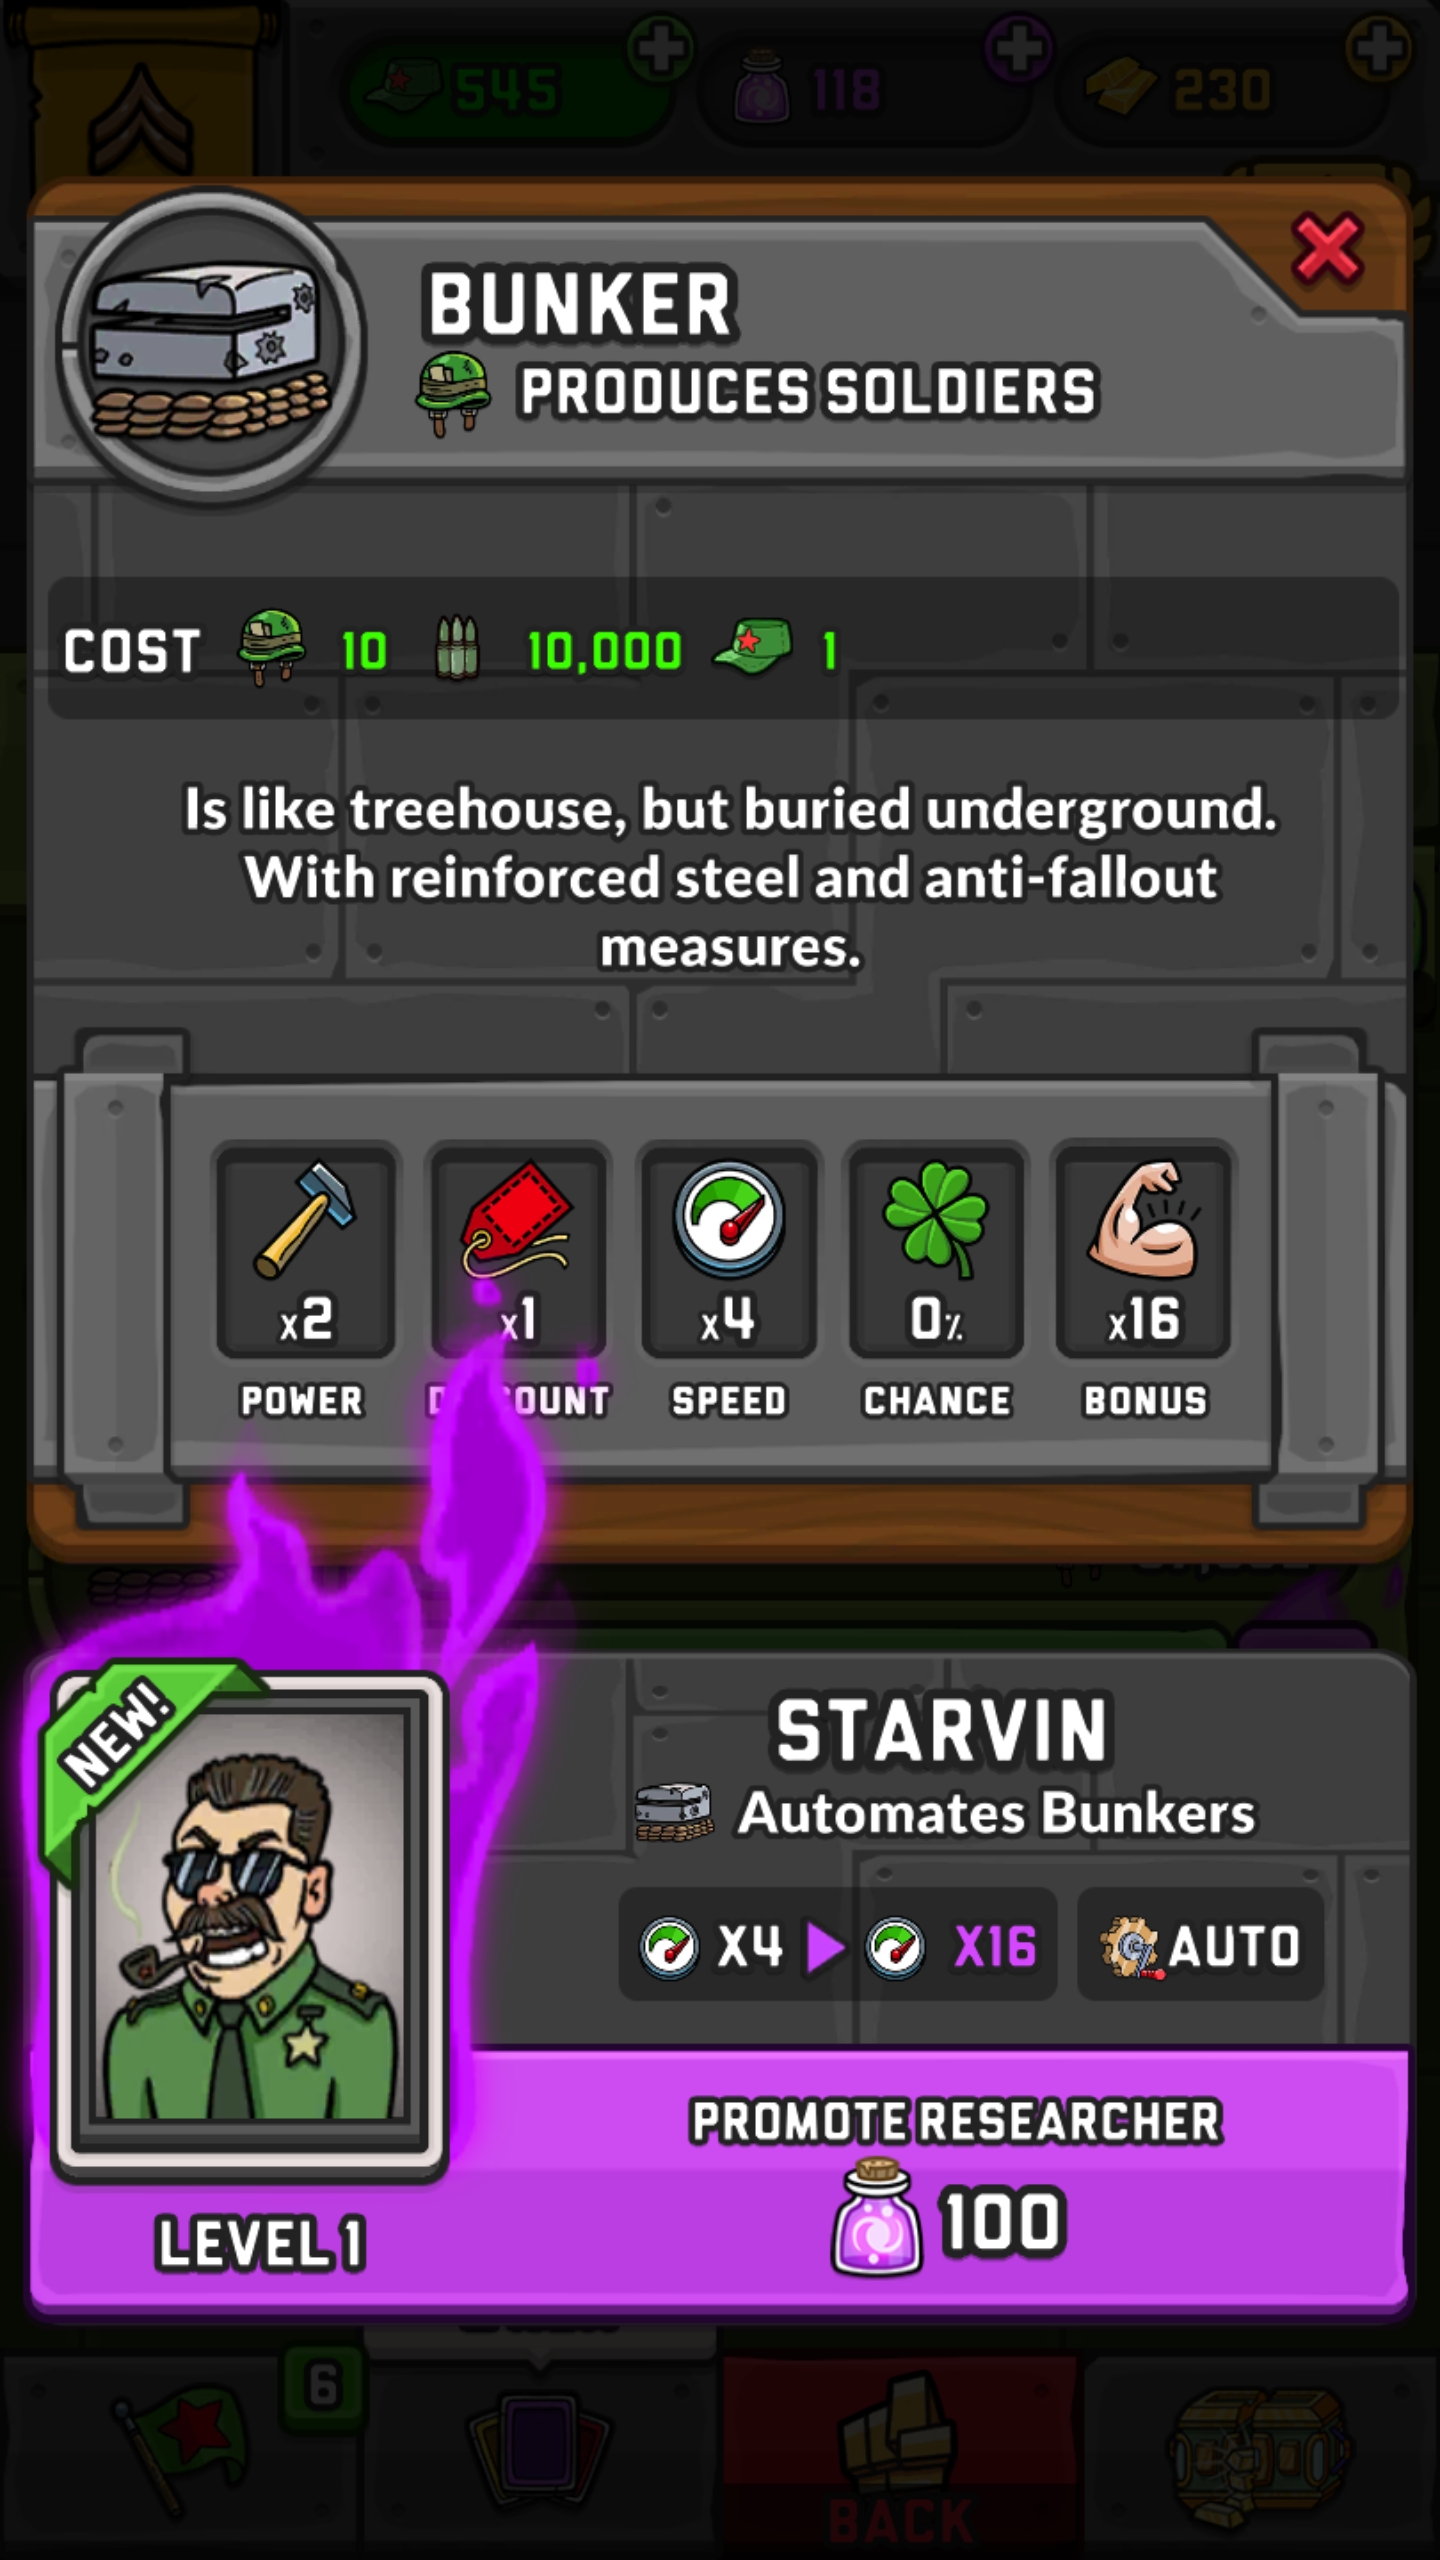 545 118 230
BUNKER
PRODUCES SOLDIERS
COST 10 10,000 1
Is like treehouse, but buried underground.
With reinforced steel and anti-fallout
measures.
x2 x1 x4 0% x16
POWER DISCOUNT SPEED CHANCE BONUS
NEW!
STARVIN
Automates Bunkers
X4 X16 AUTO
PROMOTE RESEARCHER
100
LEVEL 1
6
BACK